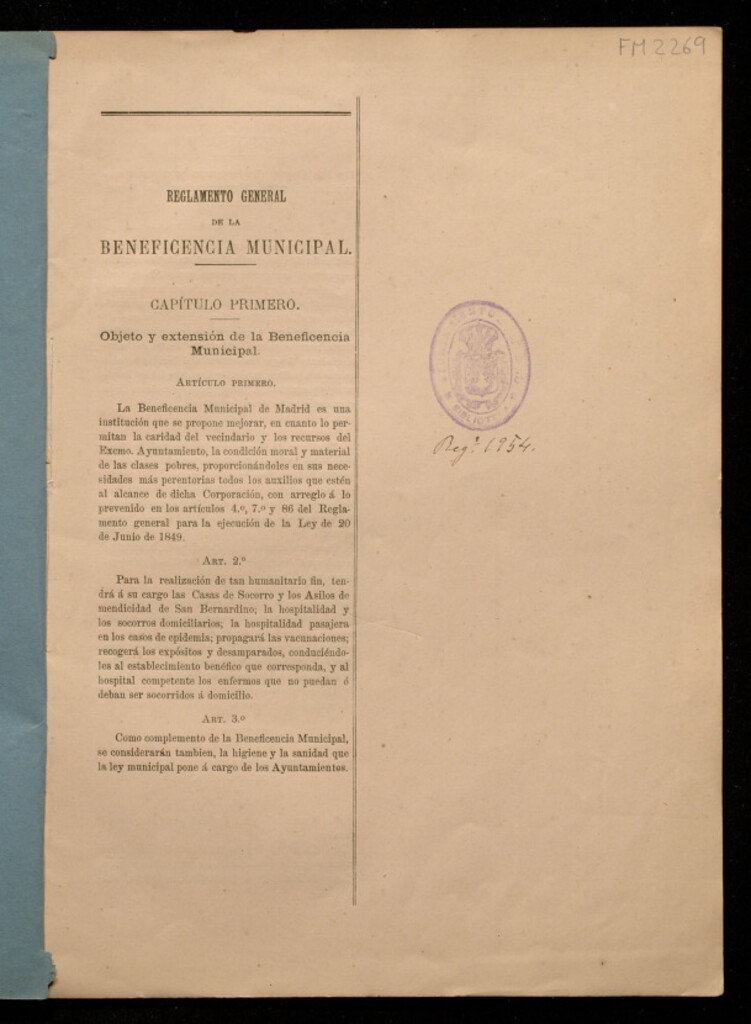 FM 2269
REGLAMENTO GENERAL
DE LA
BENEFICENCIA MUNICIPAL.
CAPÍTULO PRIMERO.
Objeto y extensión de la Beneficencia
Municipal.
ARTÍCULO PRIMERO.
La Beneficencia Municipal de Madrid es una
institución que se propone mejorar, en cuanto lo per-
mitan la caridad del vecindario y los recursos del
Excmo. Ayuntamiento, la condición moral y material
de las clases pobres, proporcionándoles en sus nece-
sidades más perentorias todos los auxilios que estén
al alcance de dicha Corporación, con arreglo á lo
prevenido en los artículos 4.º, 7.º y 86 del Regla-
mento general para la ejecución de la Ley de 20
de Junio de 1849.
ART. 2.º
Para la realización de tan humanitario fin, ten-
drá á su cargo las Casas de Socorro y los Asilos de
mendicidad de San Bernardino; la hospitalidad y
los socorros domiciliarios; la hospitalidad pasajera
en los casos de epidemia; propagará las vacunaciones;
recogerá los expósitos y desamparados, conduciéndo-
les al establecimiento benéfico que corresponda, y al
hospital competente los enfermos que no puedan ó
deban ser socorridos á domicilio.
ART. 3.º
Como complemento de la Beneficencia Municipal,
se considerarán tambien, la higiene y la sanidad que
la ley municipal pone á cargo de los Ayuntamientos.
Reg.º 1954.